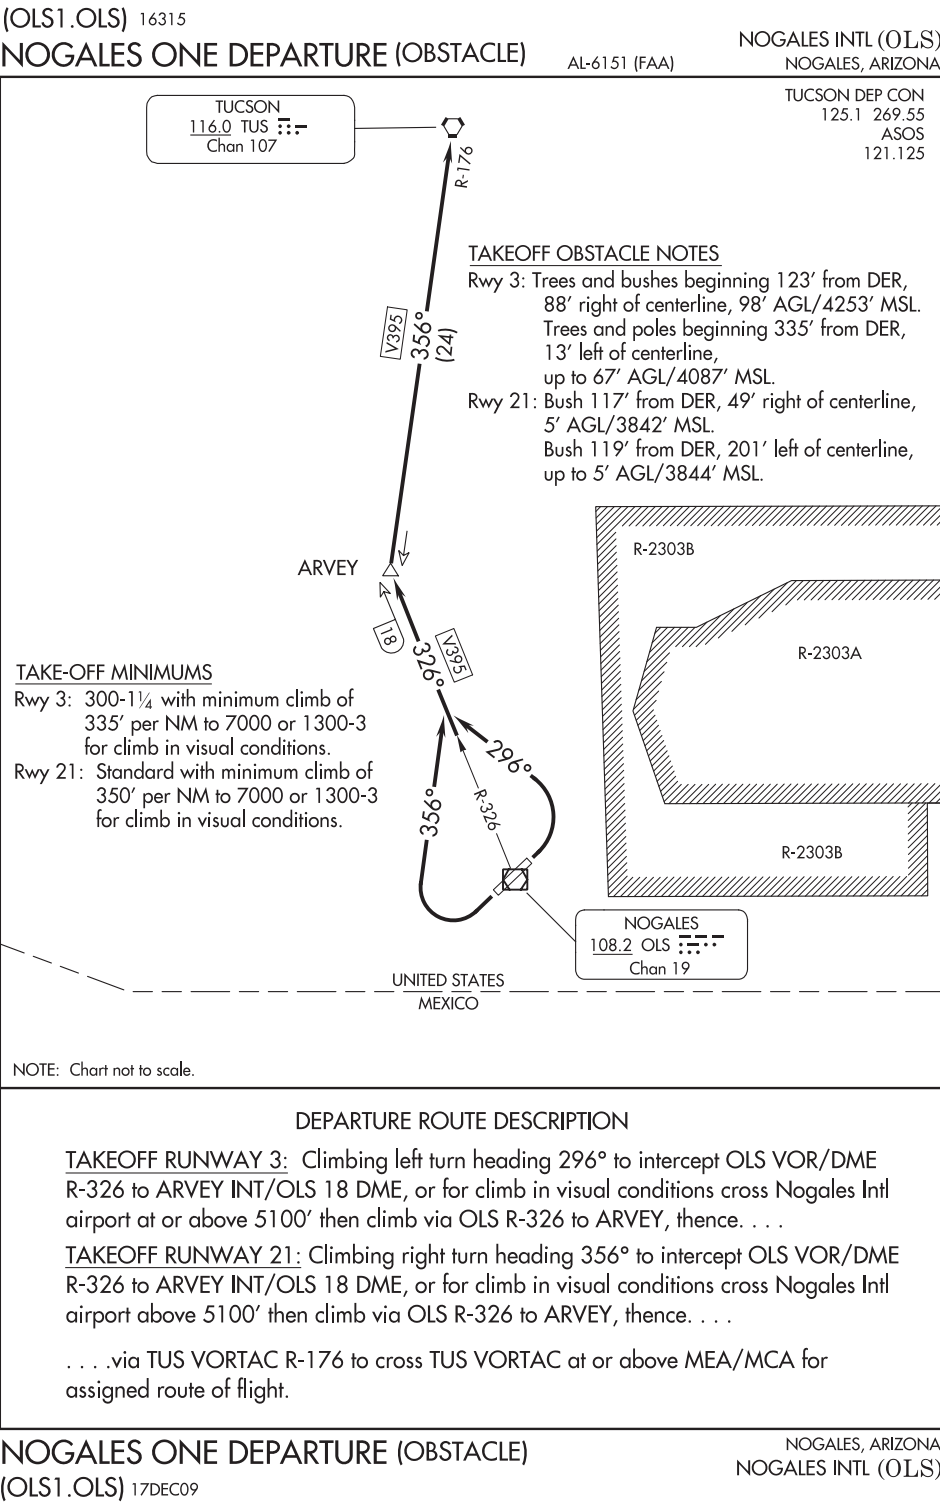 (OLS1.OLS) 16315
NOGALES ONE DEPARTURE (OBSTACLE)
AL-6151 (FAA)
NOGALES INTL (OLS)
NOGALES, ARIZONA
TUCSON DEP CON
125.1 269.55
ASOS
121.125
TUCSON
116.0 TUS
Chan 107
R-176
TAKEOFF OBSTACLE NOTES
Rwy 3: Trees and bushes beginning 123’ from DER,
88’ right of centerline, 98’ AGL/4253’ MSL.
Trees and poles beginning 335’ from DER,
13’ left of centerline,
up to 67’ AGL/4087’ MSL.
Rwy 21: Bush 117’ from DER, 49’ right of centerline,
5’ AGL/3842’ MSL.
Bush 119’ from DER, 201’ left of centerline,
up to 5’ AGL/3844’ MSL.
V395
356°
(24)
R-2303B
ARVEY
18
326°
V395
R-2303A
TAKE-OFF MINIMUMS
Rwy 3: 300-1¼ with minimum climb of
335’ per NM to 7000 or 1300-3
for climb in visual conditions.
Rwy 21: Standard with minimum climb of
350’ per NM to 7000 or 1300-3
for climb in visual conditions.
296°
356°
R-326
R-2303B
NOGALES
108.2 OLS
Chan 19
UNITED STATES
MEXICO
NOTE: Chart not to scale.
DEPARTURE ROUTE DESCRIPTION
TAKEOFF RUNWAY 3: Climbing left turn heading 296° to intercept OLS VOR/DME
R-326 to ARVEY INT/OLS 18 DME, or for climb in visual conditions cross Nogales Intl
airport at or above 5100’ then climb via OLS R-326 to ARVEY, thence. . . .
TAKEOFF RUNWAY 21: Climbing right turn heading 356° to intercept OLS VOR/DME
R-326 to ARVEY INT/OLS 18 DME, or for climb in visual conditions cross Nogales Intl
airport above 5100’ then climb via OLS R-326 to ARVEY, thence. . . .
. . . .via TUS VORTAC R-176 to cross TUS VORTAC at or above MEA/MCA for
assigned route of flight.
NOGALES ONE DEPARTURE (OBSTACLE)
(OLS1.OLS) 17DEC09
NOGALES, ARIZONA
NOGALES INTL (OLS)